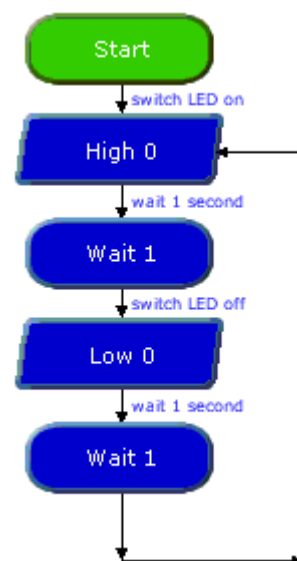 Start
switch LED on
High 0
wait 1 second
Wait 1
switch LED off
Low 0
wait 1 second
Wait 1